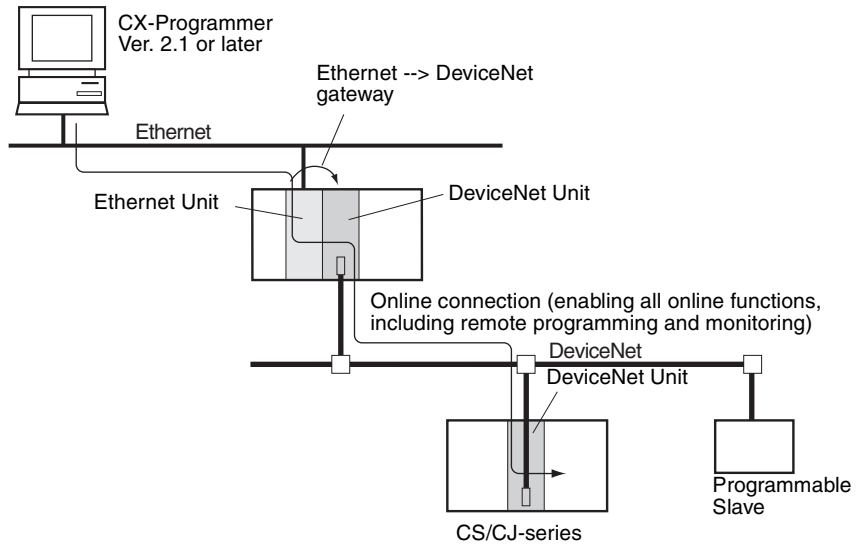 CX-Programmer
Ver. 2.1 or later
Ethernet --> DeviceNet
gateway
Ethernet
Ethernet Unit
DeviceNet Unit
Online connection (enabling all online functions,
including remote programming and monitoring)
DeviceNet
DeviceNet Unit
Programmable
Slave
CS/CJ-series